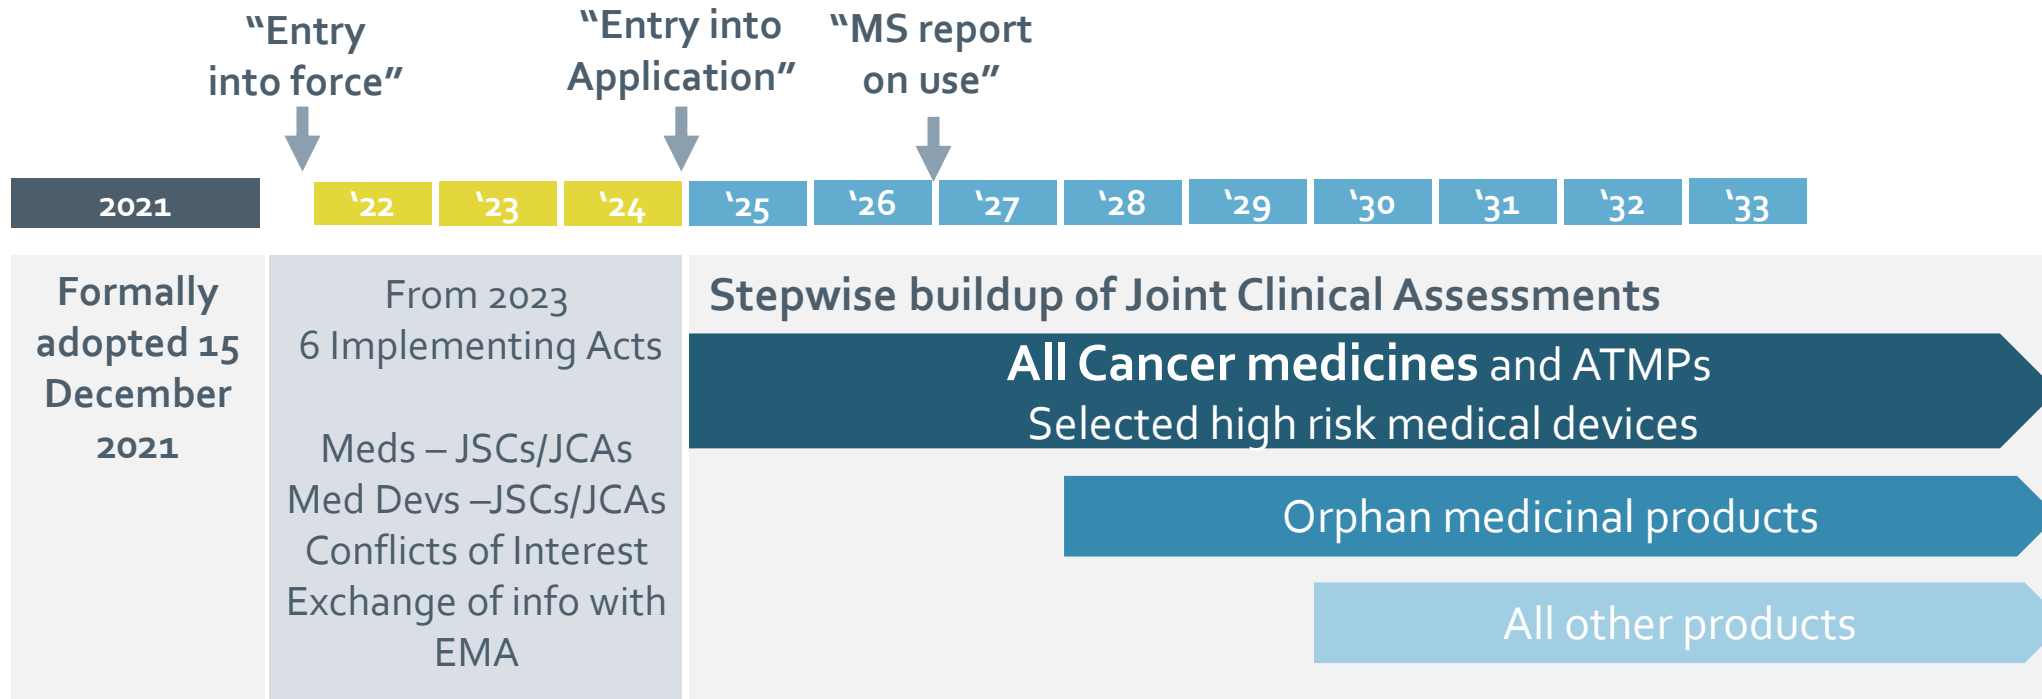 “Entry
into force”
“Entry into
Application”
“MS report
on use”
2021
‘22
‘23
‘24
‘25
‘26
‘27
‘28
‘29
‘30
‘31
‘32
‘33
Formally
adopted 15
December
2021
From 2023
6 Implementing Acts
Meds – JSCs/JCAs
Med Devs –JSCs/JCAs
Conflicts of Interest
Exchange of info with
EMA
Stepwise buildup of Joint Clinical Assessments
All Cancer medicines and ATMPs
Selected high risk medical devices
Orphan medicinal products
All other products